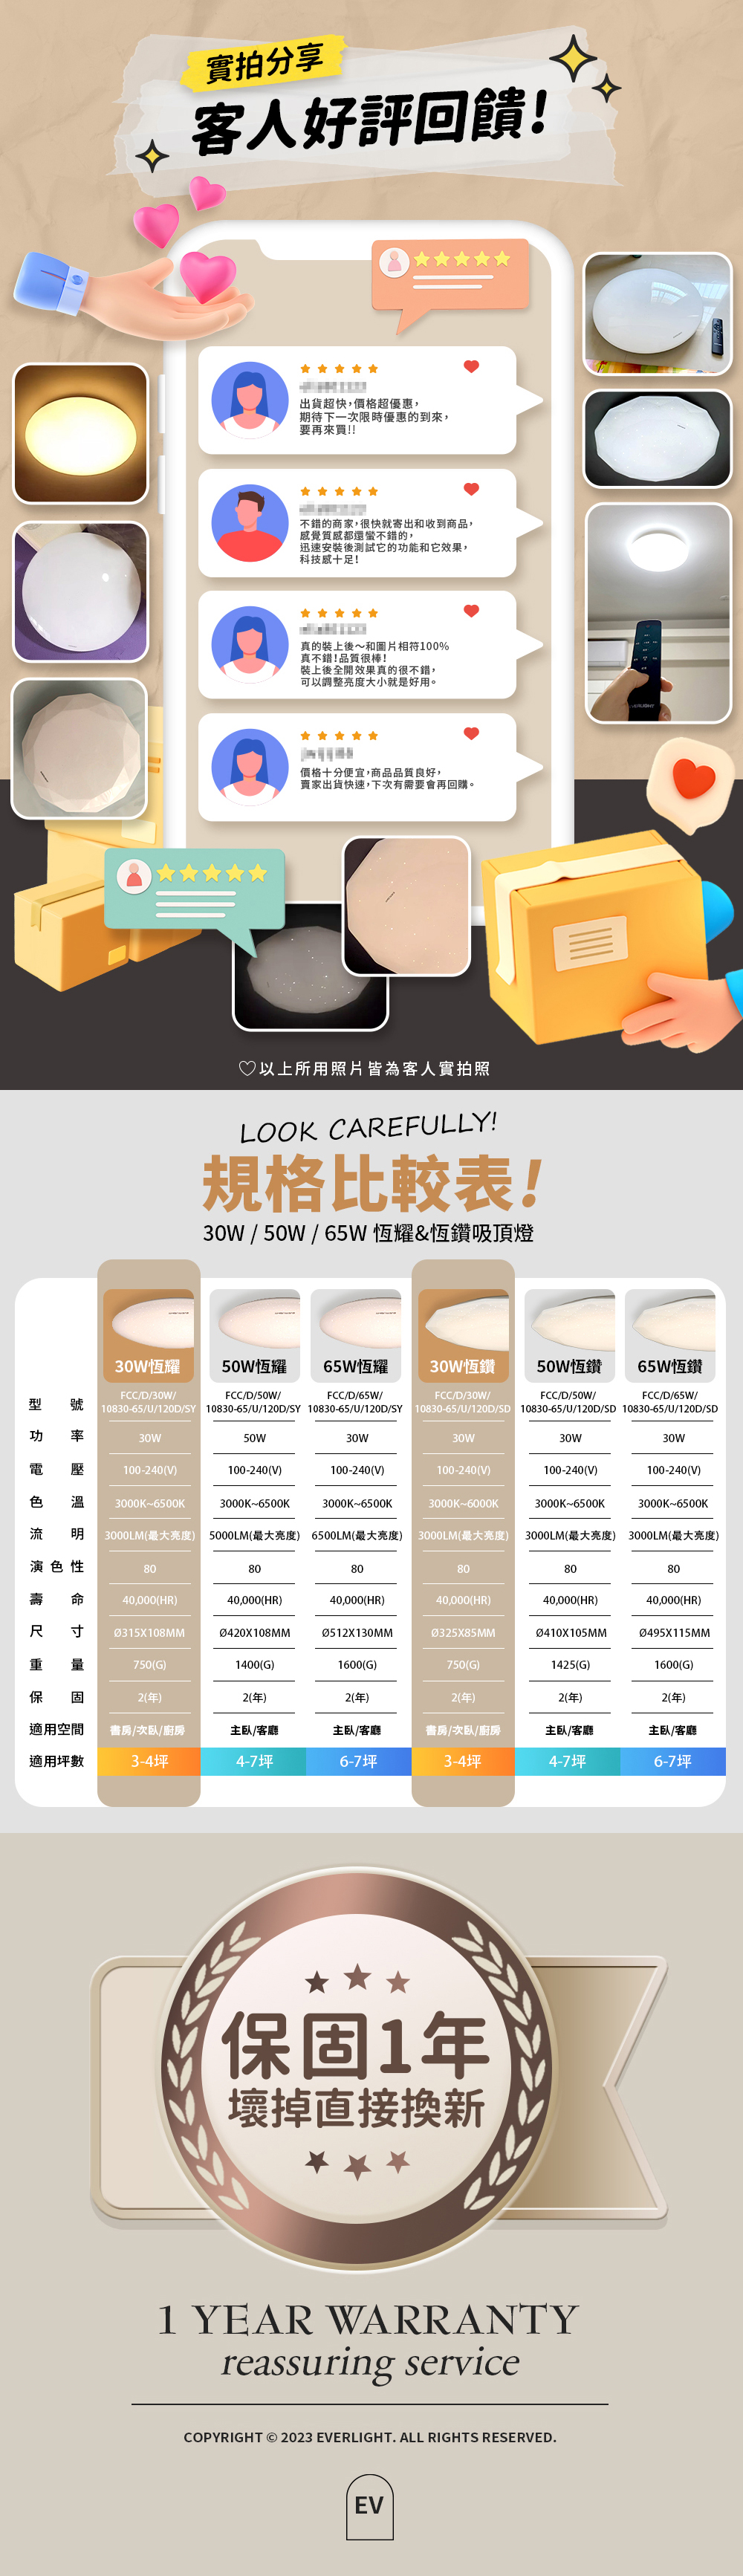 實拍分享
客人好評回饋!
出貨超快,價格超優惠,
期待下一次限時優惠的到來,
要再來買!!
不錯的商家,很快就寄出和收到商品,
感覺質感都還蠻不錯的,
迅速安裝後測試它的功能和它效果,
科技感十足!
真的裝上後～和圖片相符100%
真不錯!品質很棒!
裝上後全開效果真的很不錯,
可以調整亮度大小就是好用。
價格十分便宜,商品品質良好,
賣家出貨快速,下次有需要會再回購。
♡以上所用照片皆為客人實拍照
LOOK CAREFULLY!
規格比較表!
30W / 50W / 65W 恆耀&恆鑽吸頂燈
30W恆耀 50W恆耀 65W恆耀 30W恆鑽 50W恆鑽 65W恆鑽
型號 FCC/D/30W/ 10830-65/U/120D/SY FCC/D/50W/ 10830-65/U/120D/SY FCC/D/65W/ 10830-65/U/120D/SY FCC/D/30W/ 10830-65/U/120D/SD FCC/D/50W/ 10830-65/U/120D/SD FCC/D/65W/ 10830-65/U/120D/SD
功率 30W 50W 30W 30W 30W 30W
電壓 100-240(V) 100-240(V) 100-240(V) 100-240(V) 100-240(V) 100-240(V)
色溫 3000K~6500K 3000K~6500K 3000K~6500K 3000K~6000K 3000K~6500K 3000K~6500K
流明 3000LM(最大亮度) 5000LM(最大亮度) 6500LM(最大亮度) 3000LM(最大亮度) 3000LM(最大亮度) 3000LM(最大亮度)
演色性 80 80 80 80 80 80
壽命 40,000(HR) 40,000(HR) 40,000(HR) 40,000(HR) 40,000(HR) 40,000(HR)
尺寸 Ø315X108MM Ø420X108MM Ø512X130MM Ø325X85MM Ø410X105MM Ø495X115MM
重量 750(G) 1400(G) 1600(G) 750(G) 1425(G) 1600(G)
保固 2(年) 2(年) 2(年) 2(年) 2(年) 2(年)
適用空間 書房/次臥/廚房 主臥/客廳 主臥/客廳 書房/次臥/廚房 主臥/客廳 主臥/客廳
適用坪數 3-4坪 4-7坪 6-7坪 3-4坪 4-7坪 6-7坪
保固1年
壞掉直接換新
1 YEAR WARRANTY
reassuring service
COPYRIGHT © 2023 EVERLIGHT. ALL RIGHTS RESERVED.
EV